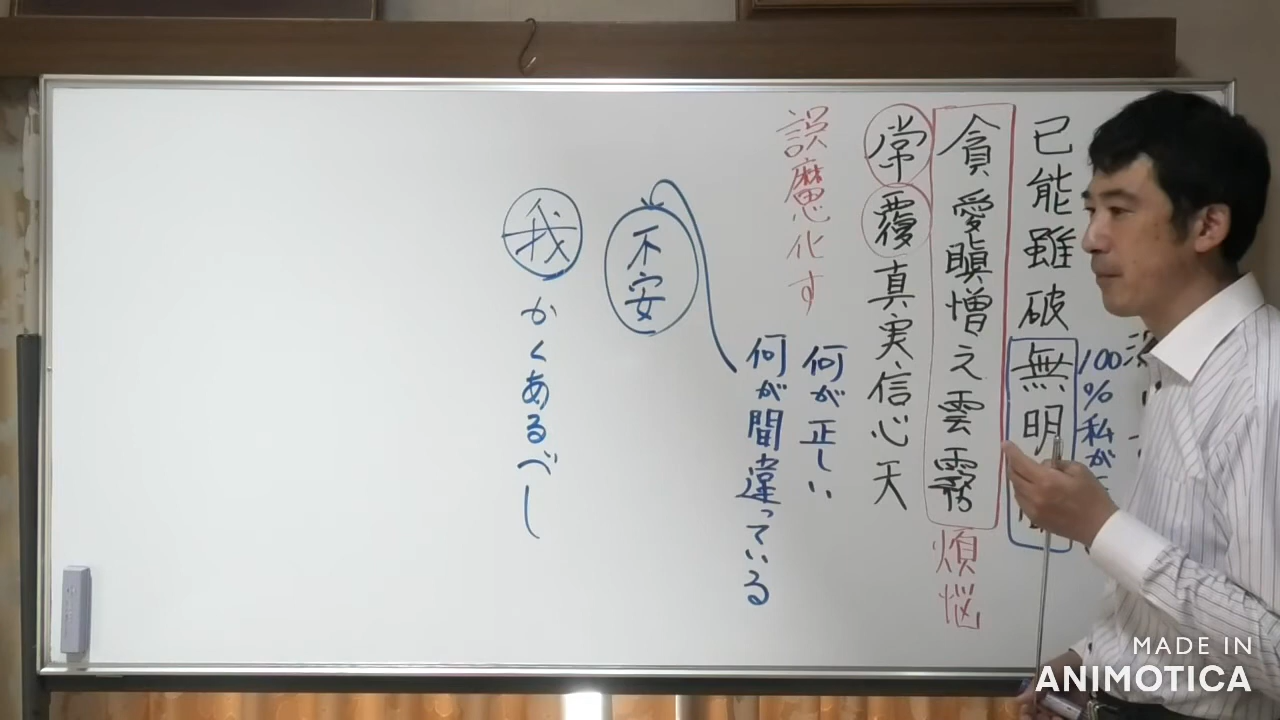 100%私が
已能雖破無明
貪愛瞋憎之雲霧
煩悩
常覆真実信心天
誤魔化す
何が正しい
何が間違っている
不安
我
かくあるべし
MADE IN
ANIMOTICA